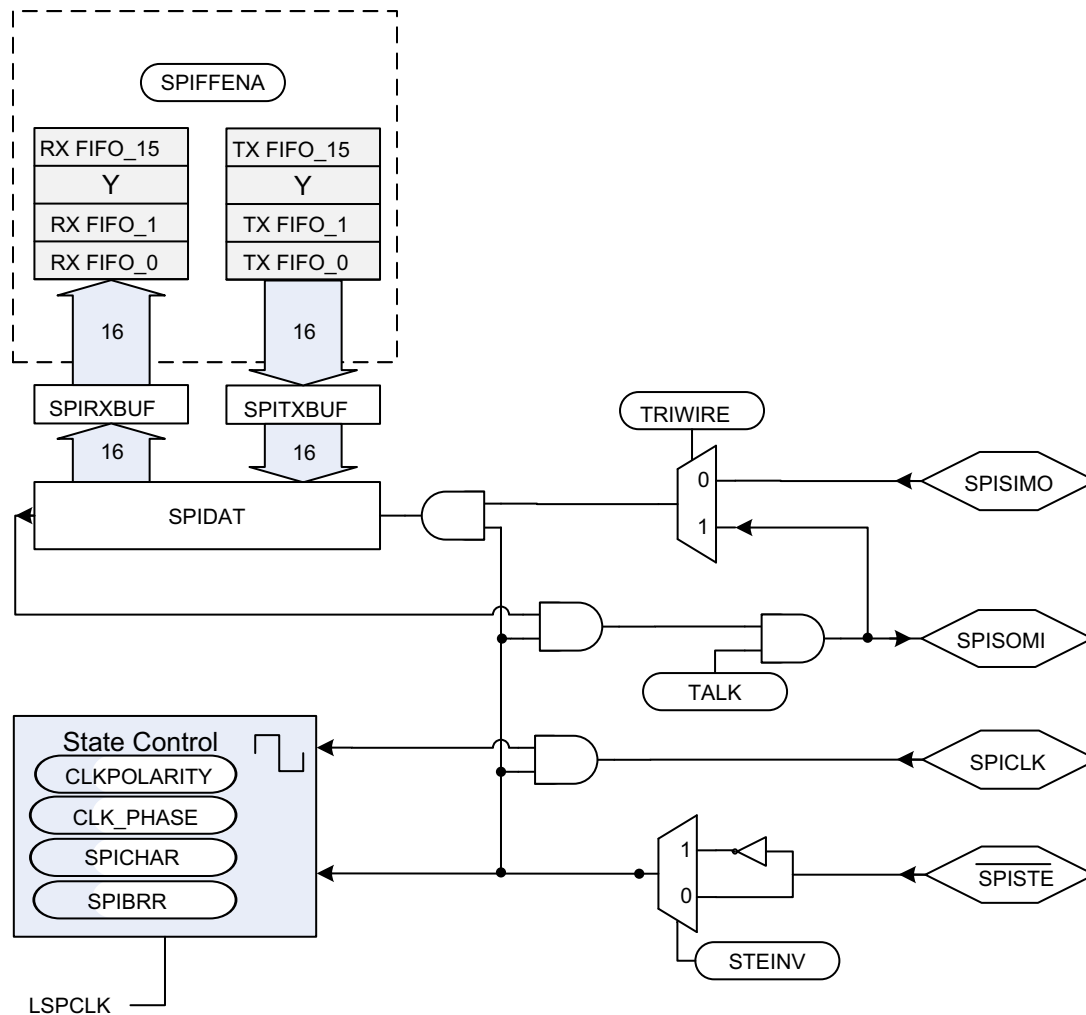 SPIFFENA
RX FIFO_15
TX FIFO_15
Y
Y
RX FIFO_1
TX FIFO_1
RX FIFO_0
TX FIFO_0
16
16
SPIRXBUF
SPITXBUF
TRIWIRE
16
16
0
SPISIMO
SPIDAT
1
SPISOMI
TALK
State Control
CLKPOLARITY
SPICLK
CLK_PHASE
SPICHAR
1
SPISTE
SPIBRR
0
STEINV
LSPCLK